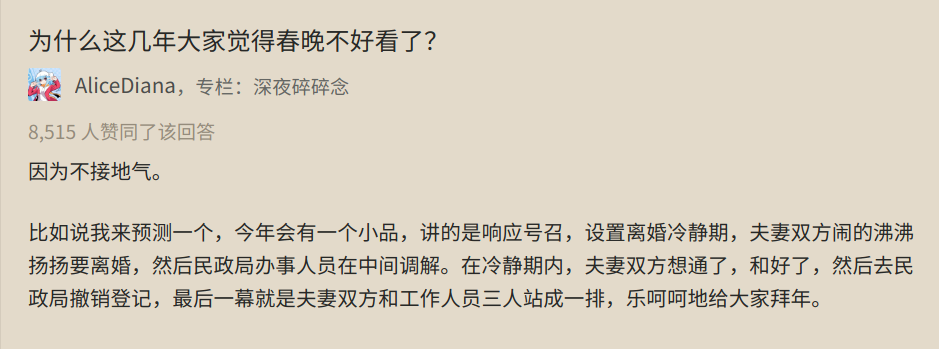 为什么这几年大家觉得春晚不好看了？
AliceDiana，专栏：深夜碎碎念
8,515 人赞同了该回答
因为不接地气。
比如说我来预测一个，今年会有一个小品，讲的是响应号召，设置离婚冷静期，夫妻双方闹的沸沸
扬扬要离婚，然后民政局办事人员在中间调解。在冷静期内，夫妻双方想通了，和好了，然后去民
政局撤销登记，最后一幕就是夫妻双方和工作人员三人站成一排，乐呵呵地给大家拜年。